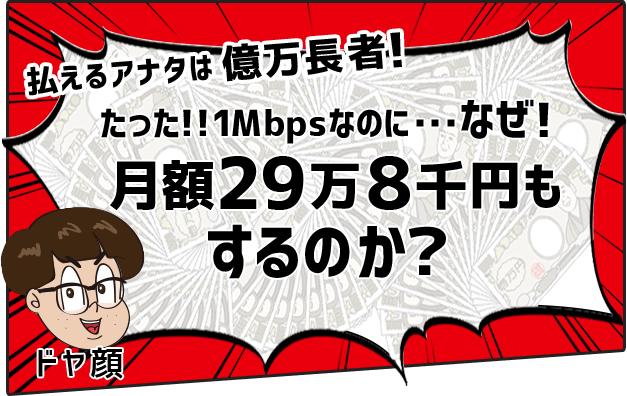 払えるアナタは億万長者!
たった!!1Mbpsなのに…なぜ!
月額29万8千円も
するのか?
ドヤ顔